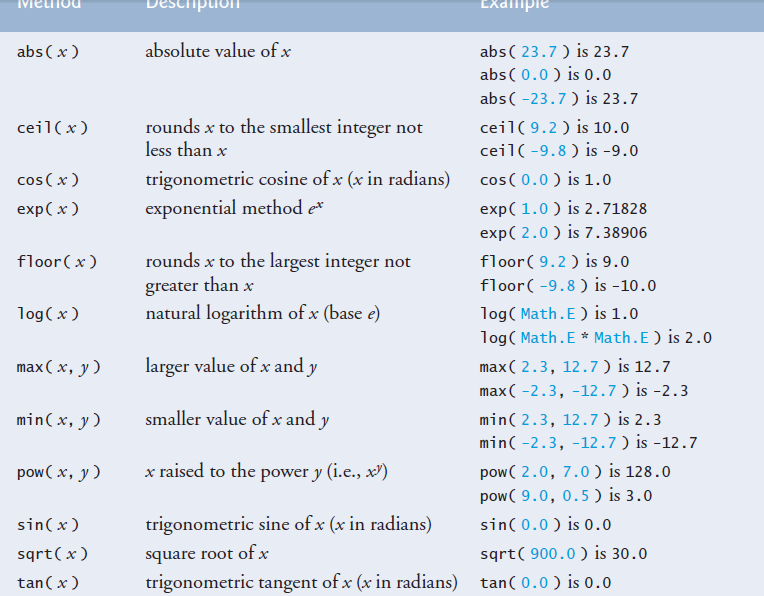 Method Description Example
abs( x ) absolute value of x abs( 23.7 ) is 23.7
abs( 0.0 ) is 0.0
abs( -23.7 ) is 23.7
ceil( x ) rounds x to the smallest integer not ceil( 9.2 ) is 10.0
less than x ceil( -9.8 ) is -9.0
cos( x ) trigonometric cosine of x (x in radians) cos( 0.0 ) is 1.0
exp( x ) exponential method eˣ exp( 1.0 ) is 2.71828
exp( 2.0 ) is 7.38906
floor( x ) rounds x to the largest integer not floor( 9.2 ) is 9.0
greater than x floor( -9.8 ) is -10.0
log( x ) natural logarithm of x (base e) log( Math.E ) is 1.0
log( Math.E * Math.E ) is 2.0
max( x, y ) larger value of x and y max( 2.3, 12.7 ) is 12.7
max( -2.3, -12.7 ) is -2.3
min( x, y ) smaller value of x and y min( 2.3, 12.7 ) is 2.3
min( -2.3, -12.7 ) is -12.7
pow( x, y ) x raised to the power y (i.e., xʸ) pow( 2.0, 7.0 ) is 128.0
pow( 9.0, 0.5 ) is 3.0
sin( x ) trigonometric sine of x (x in radians) sin( 0.0 ) is 0.0
sqrt( x ) square root of x sqrt( 900.0 ) is 30.0
tan( x ) trigonometric tangent of x (x in radians) tan( 0.0 ) is 0.0